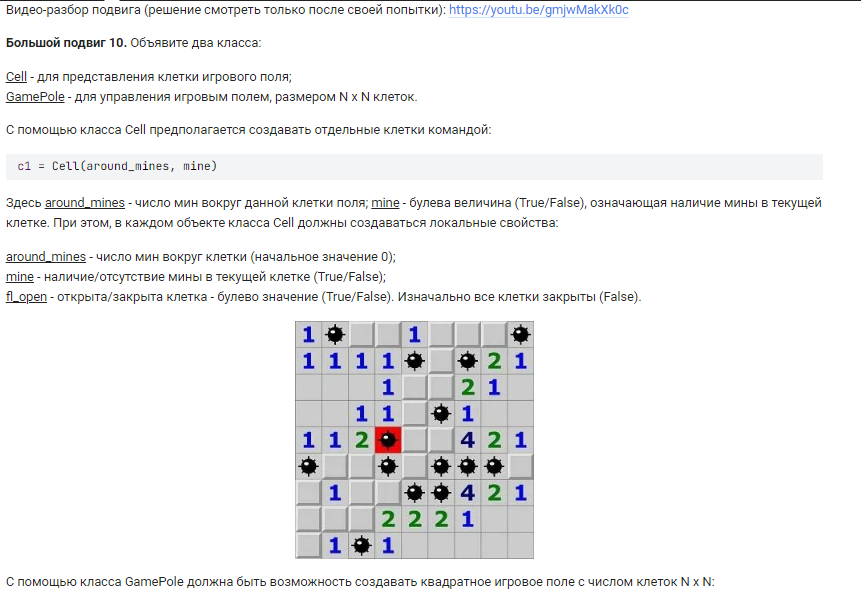 Видео-разбор подвига (решение смотреть только после своей попытки): https://youtu.be/gmjwMakXk0c
Большой подвиг 10. Объявите два класса:
Cell - для представления клетки игрового поля;
GamePole - для управления игровым полем, размером N x N клеток.
С помощью класса Cell предполагается создавать отдельные клетки командой:
c1 = Cell(around_mines, mine)
Здесь around_mines - число мин вокруг данной клетки поля; mine - булева величина (True/False), означающая наличие мины в текущей
клетке. При этом, в каждом объекте класса Cell должны создаваться локальные свойства:
around_mines - число мин вокруг клетки (начальное значение 0);
mine - наличие/отсутствие мины в текущей клетке (True/False);
fl_open - открыта/закрыта клетка - булево значение (True/False). Изначально все клетки закрыты (False).
1 1
1 1 1 1 2 1
1 2 1
1 1 1
1 1 2 4 2 1
1 4 2 1
2 2 2 1
1 1
С помощью класса GamePole должна быть возможность создавать квадратное игровое поле с числом клеток N x N: